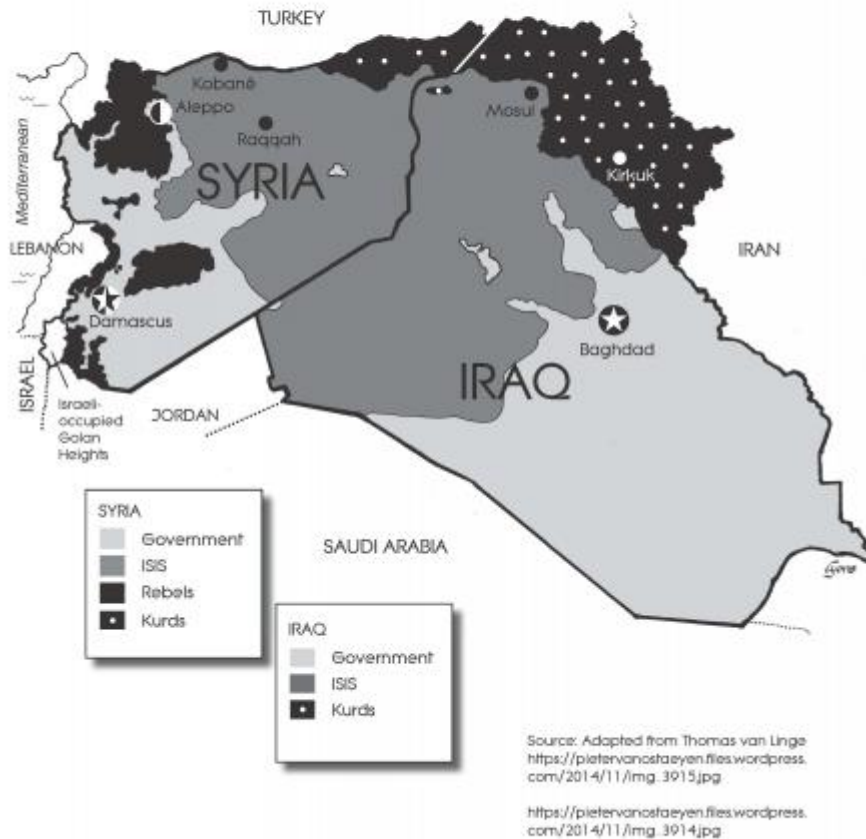 TURKEY
Kobanê
Aleppo
Mosul
Raqqah
Mediterranean
SYRIA
Kirkuk
LEBANON
IRAN
Damascus
Baghdad
ISRAEL
IRAQ
Israeli-
occupied
Golan
Heights
JORDAN
SYRIA
Government
ISIS
Rebels
Kurds
SAUDI ARABIA
IRAQ
Government
ISIS
Kurds
Source: Adapted from Thomas van Linge
https://pietervanostaeyen.files.wordpress.
com/2014/11/img_3915.jpg
https://pietervanostaeyen.files.wordpress.
com/2014/11/img_3914.jpg